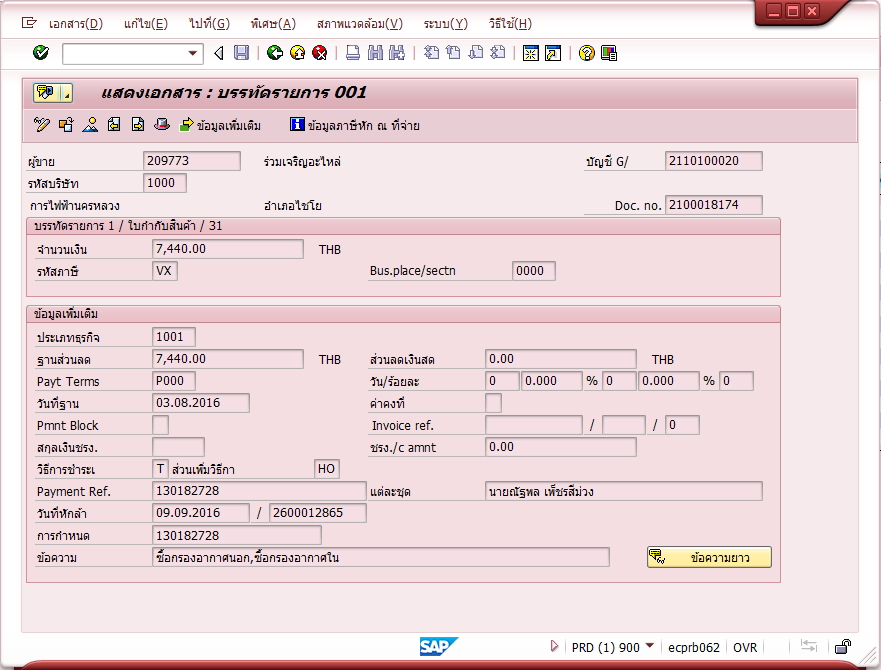 เอกสาร(D) แก้ไข(E) ไปที่(G) พิเศษ(A) สภาพแวดล้อม(V) ระบบ(Y) วิธีใช้(H)
แสดงเอกสาร : บรรทัดรายการ 001
ข้อมูลเพิ่มเติม ข้อมูลภาษีหัก ณ ที่จ่าย
ผู้ขาย 209773 ร่วมเจริญอะไหล่ บัญชี G/ 2110100020
รหัสบริษัท 1000
การไฟฟ้านครหลวง อำเภอไชโย Doc. no. 2100018174
บรรทัดรายการ 1 / ใบกำกับสินค้า / 31
จำนวนเงิน 7,440.00 THB
รหัสภาษี VX Bus.place/sectn 0000
ข้อมูลเพิ่มเติม
ประเภทธุรกิจ 1001
ฐานส่วนลด 7,440.00 THB ส่วนลดเงินสด 0.00 THB
Payt Terms P000 วัน/ร้อยละ 0 0.000 % 0 0.000 % 0
วันที่ฐาน 03.08.2016 ค่าคงที่
Pmnt Block Invoice ref. / / 0
สกุลเงินชรง. ชรง./c amnt 0.00
วิธีการชำระเ T ส่วนเพิ่มวิธีกา HO
Payment Ref. 130182728 แต่ละชุด นายณัฐพล เพ็ชรสีม่วง
วันที่หักล้า 09.09.2016 / 2600012865
การกำหนด 130182728
ข้อความ ซื้อกรองอากาศนอก,ซื้อกรองอากาศใน ข้อความยาว
SAP PRD (1) 900 ecprb062 OVR